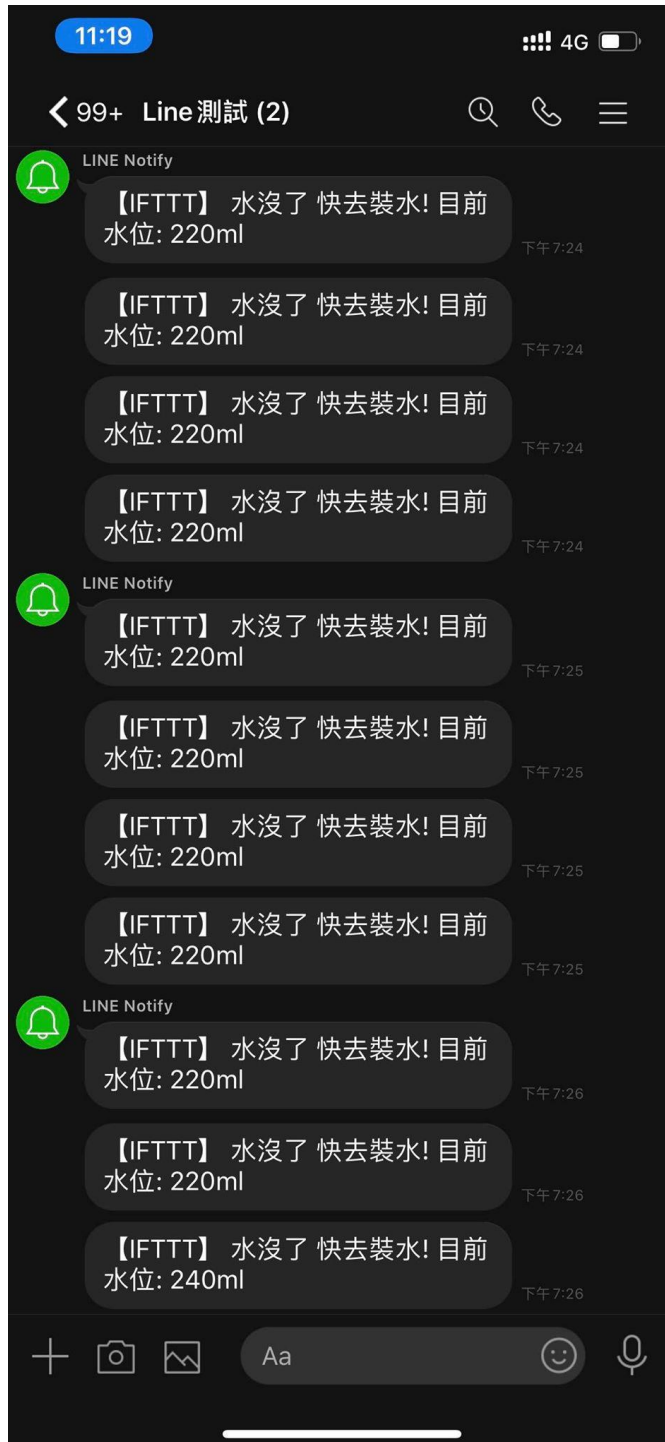 11:19
4G
99+ Line測試 (2)
LINE Notify
【IFTTT】 水沒了 快去裝水! 目前
水位: 220ml
下午7:24
【IFTTT】 水沒了 快去裝水! 目前
水位: 220ml
下午7:24
【IFTTT】 水沒了 快去裝水! 目前
水位: 220ml
下午7:24
【IFTTT】 水沒了 快去裝水! 目前
水位: 220ml
下午7:24
LINE Notify
【IFTTT】 水沒了 快去裝水! 目前
水位: 220ml
下午7:25
【IFTTT】 水沒了 快去裝水! 目前
水位: 220ml
下午7:25
【IFTTT】 水沒了 快去裝水! 目前
水位: 220ml
下午7:25
【IFTTT】 水沒了 快去裝水! 目前
水位: 220ml
下午7:25
LINE Notify
【IFTTT】 水沒了 快去裝水! 目前
水位: 220ml
下午7:26
【IFTTT】 水沒了 快去裝水! 目前
水位: 220ml
下午7:26
【IFTTT】 水沒了 快去裝水! 目前
水位: 240ml
下午7:26
Aa